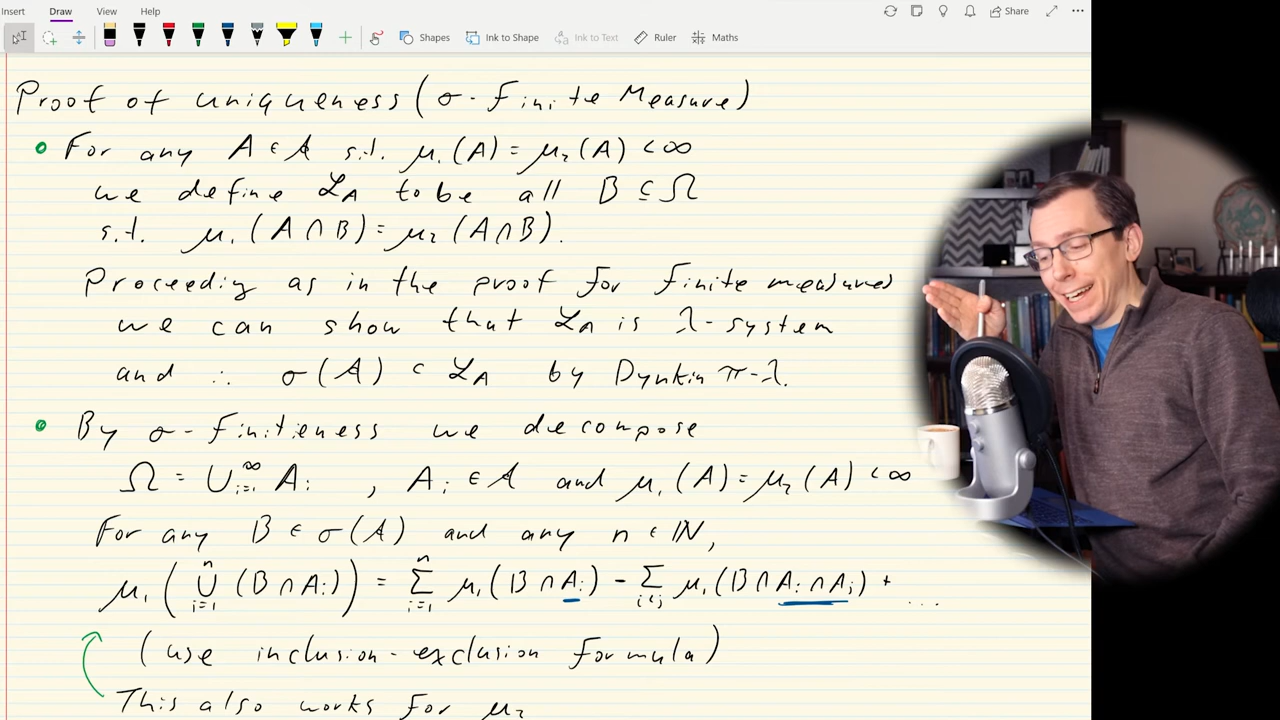 Insert Draw View Help Share
Shapes Ink to Shape Ink to Text Ruler Maths
Proof of uniqueness (σ-Finite Measure)
For any A ∈ 𝒜 s.t. μ₁(A) = μ₂(A) < ∞
we define ℒ_A to be all B ⊆ Ω
s.t. μ₁(A ∩ B) = μ₂(A ∩ B).
Proceeding as in the proof for finite measures
we can show that ℒ_A is λ-system
and ∴ σ(𝒜) ⊂ ℒ_A by Dynkin π-λ.
By σ-finitieness we decompose
Ω = ∪_{i=1}^∞ A_i , A_i ∈ 𝒜 and μ₁(A) = μ₂(A) < ∞
For any B ∈ σ(𝒜) and any n ∈ ℕ,
μ₁(∪_{i=1}^n (B ∩ A_i)) = Σ_{i=1}^n μ₁(B ∩ A_i) - Σ_{i<j} μ₁(B ∩ A_i ∩ A_j) + ...
(use inclusion-exclusion formula)
This also works for μ₂